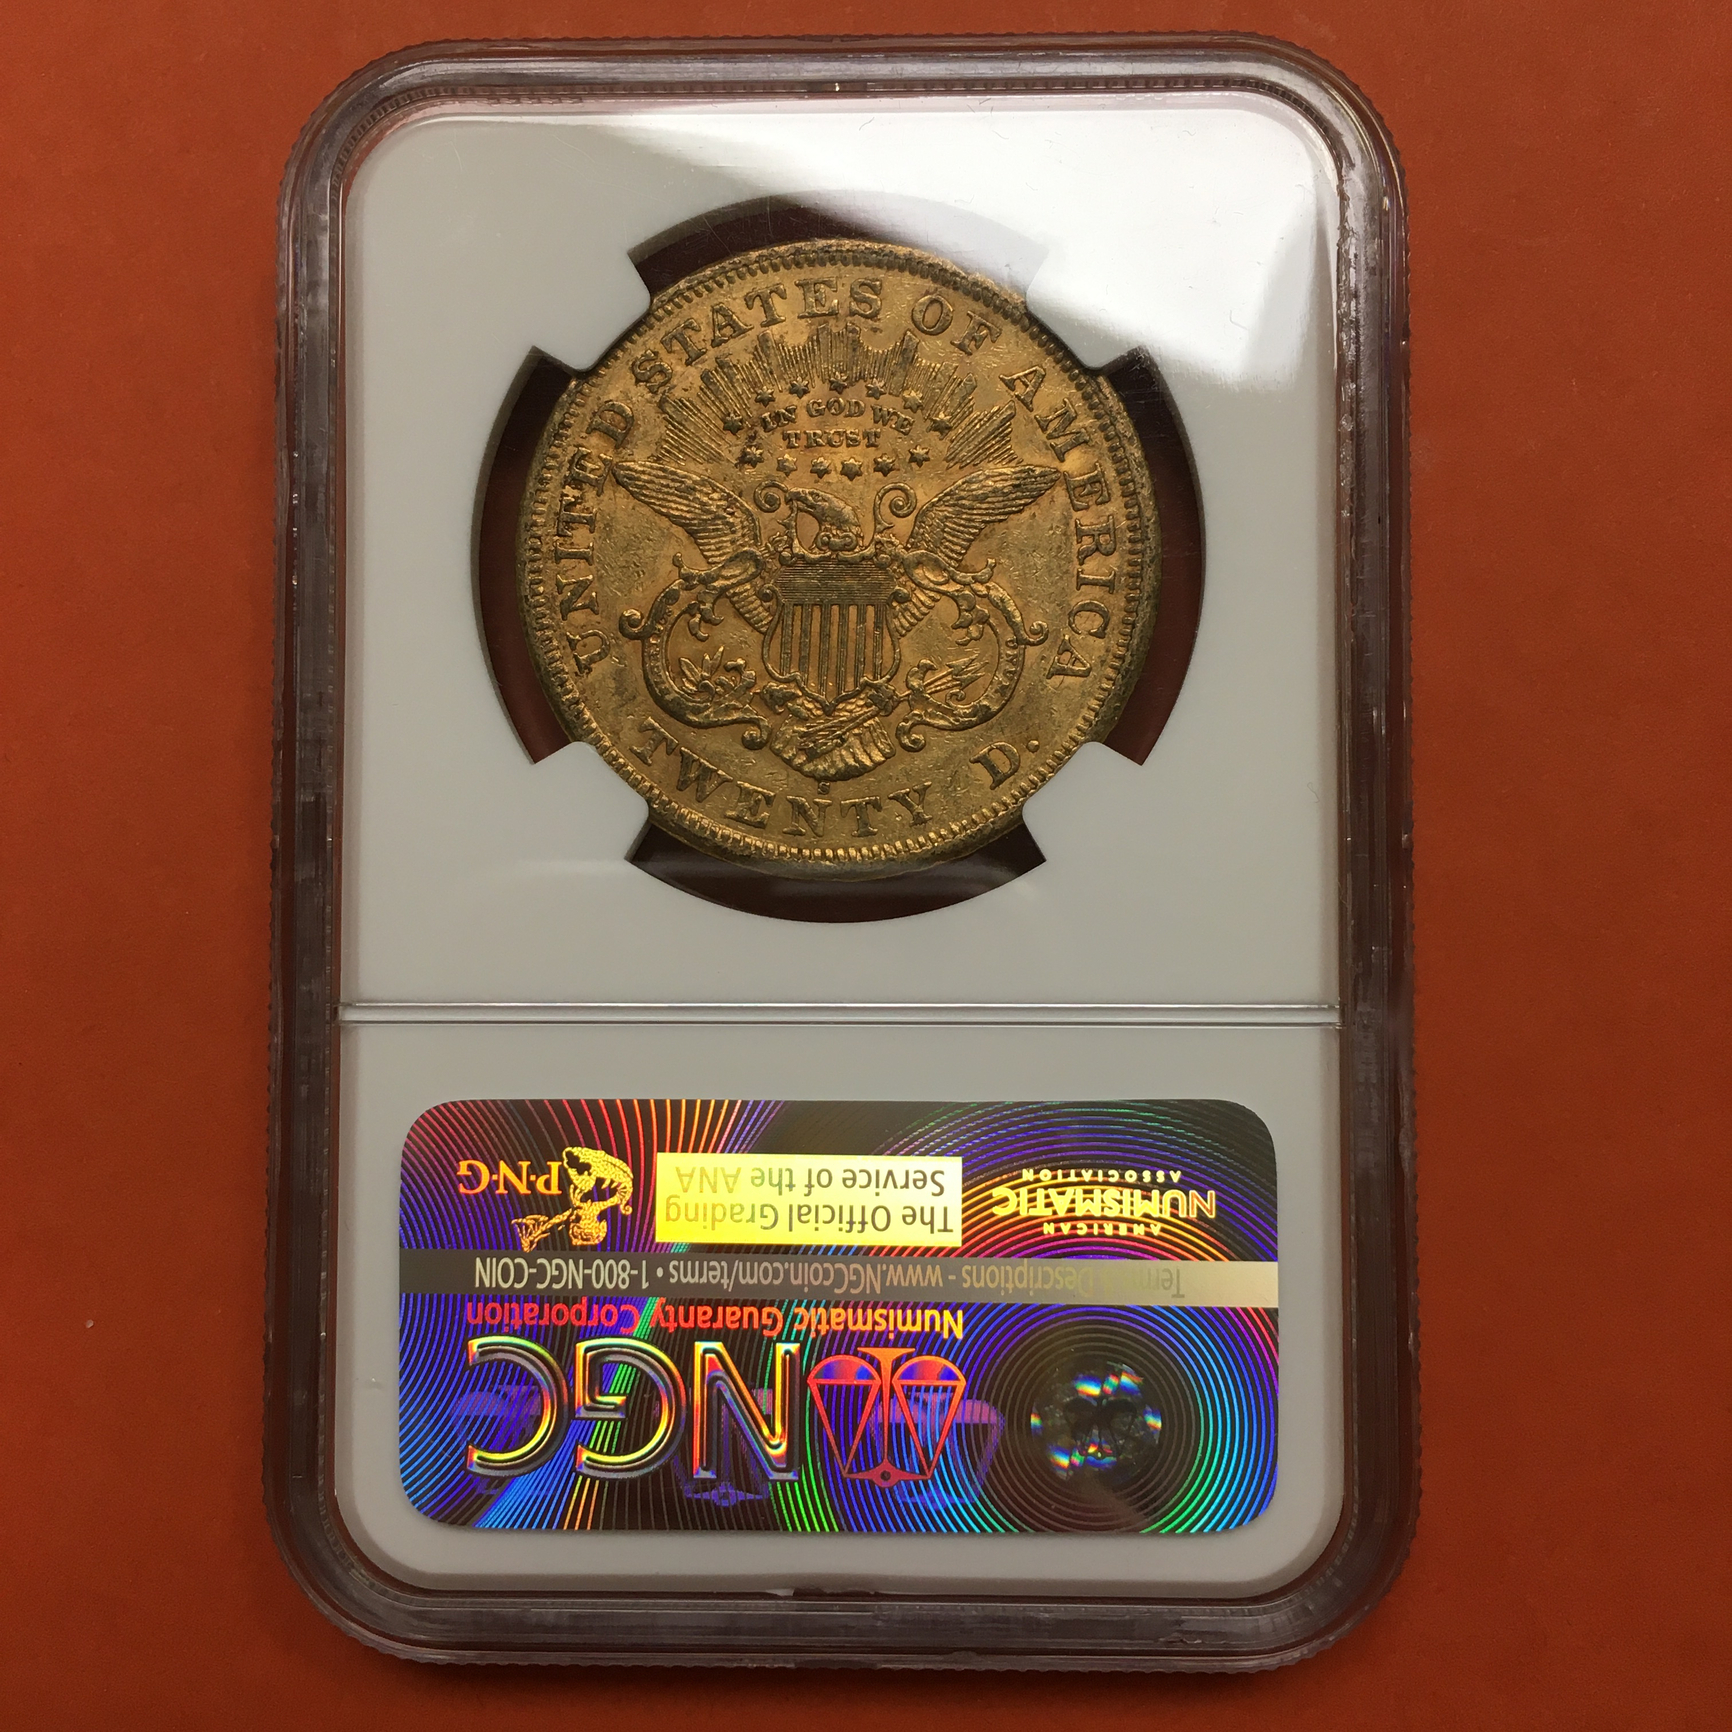 UNITED STATES OF AMERICA
IN GOD WE
TRUST
S
TWENTY D.
NGC
Numismatic Guaranty Corporation
Terms & Descriptions - www.NGCcoin.com/terms • 1-800-NGC-COIN
AMERICAN
NUMISMATIC
ASSOCIATION
The Official Grading
Service of the ANA
P·N·G